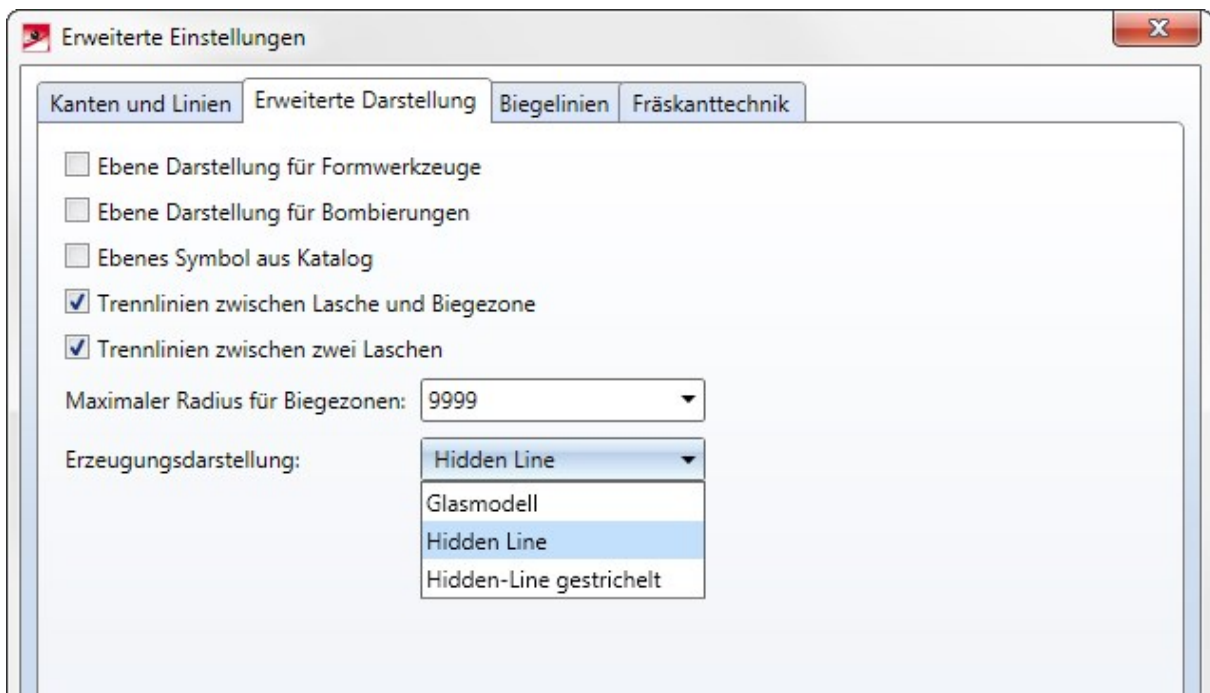 Erweiterte Einstellungen
Kanten und Linien Erweiterte Darstellung Biegelinien Fräskanttechnik
Ebene Darstellung für Formwerkzeuge
Ebene Darstellung für Bombierungen
Ebenes Symbol aus Katalog
Trennlinien zwischen Lasche und Biegezone
Trennlinien zwischen zwei Laschen
Maximaler Radius für Biegezonen: 9999
Erzeugungsdarstellung: Hidden Line
Glasmodell
Hidden Line
Hidden-Line gestrichelt